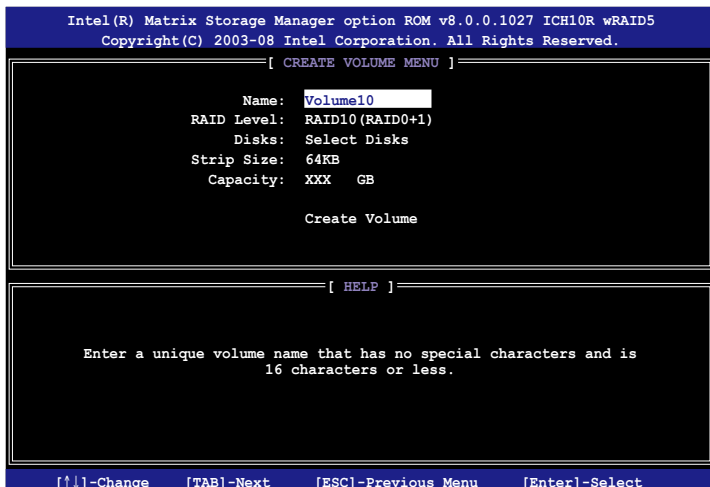 Intel(R) Matrix Storage Manager option ROM v8.0.0.1027 ICH10R wRAID5
Copyright(C) 2003-08 Intel Corporation. All Rights Reserved.
[ CREATE VOLUME MENU ]
Name: Volume10
RAID Level: RAID10(RAID0+1)
Disks: Select Disks
Strip Size: 64KB
Capacity: XXX GB
Create Volume
[ HELP ]
Enter a unique volume name that has no special characters and is
16 characters or less.
[↑↓]-Change [TAB]-Next [ESC]-Previous Menu [Enter]-Select